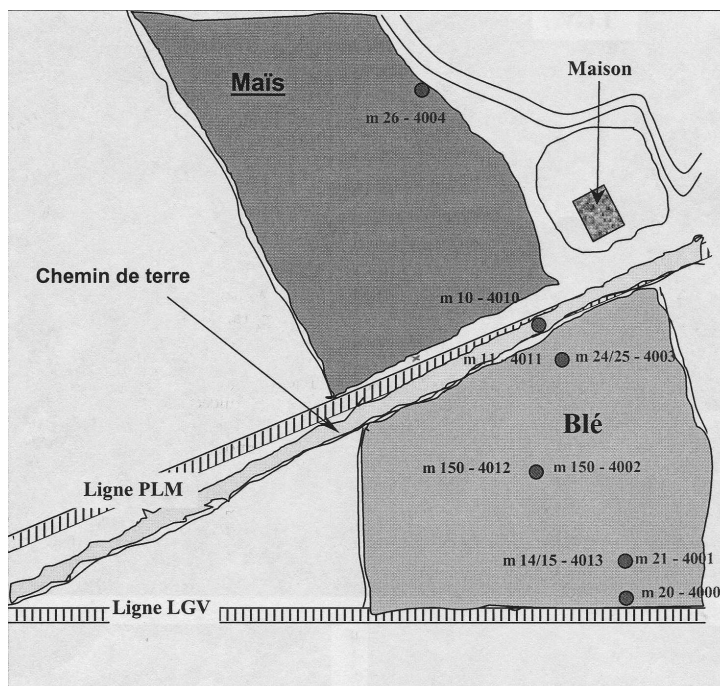 Maïs
Maison
m 26 - 4004
Chemin de terre
m 10 - 4010
m 11 - 4011
m 24/25 - 4003
Blé
m 150 - 4012
m 150 - 4002
Ligne PLM
m 14/15 - 4013
m 21 - 4001
m 20 - 4000
Ligne LGV